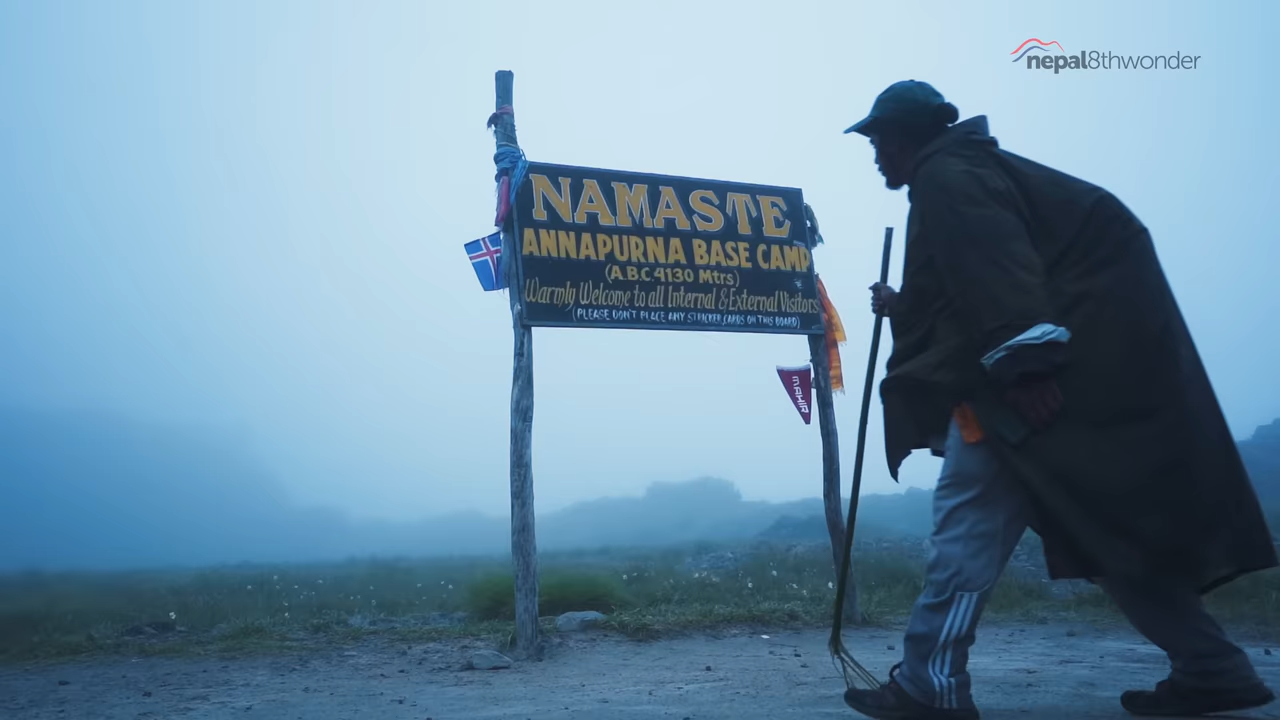 nepal8thwonder
NAMASTE
ANNAPURNA BASE CAMP
(A.B.C. 4130 Mtrs)
Warmly Welcome to all Internal & External Visitors
(PLEASE DON'T PLACE ANY STRICKER, CARDS ON THIS BOARD)